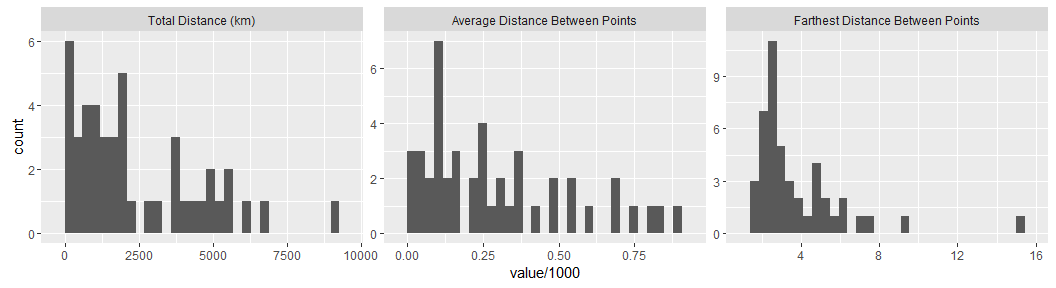 Total Distance (km)
Average Distance Between Points
Farthest Distance Between Points
count
6
4
2
0
6
4
2
0
9
6
3
0
0 2500 5000 7500 10000
0.00 0.25 0.50 0.75
4 8 12 16
value/1000